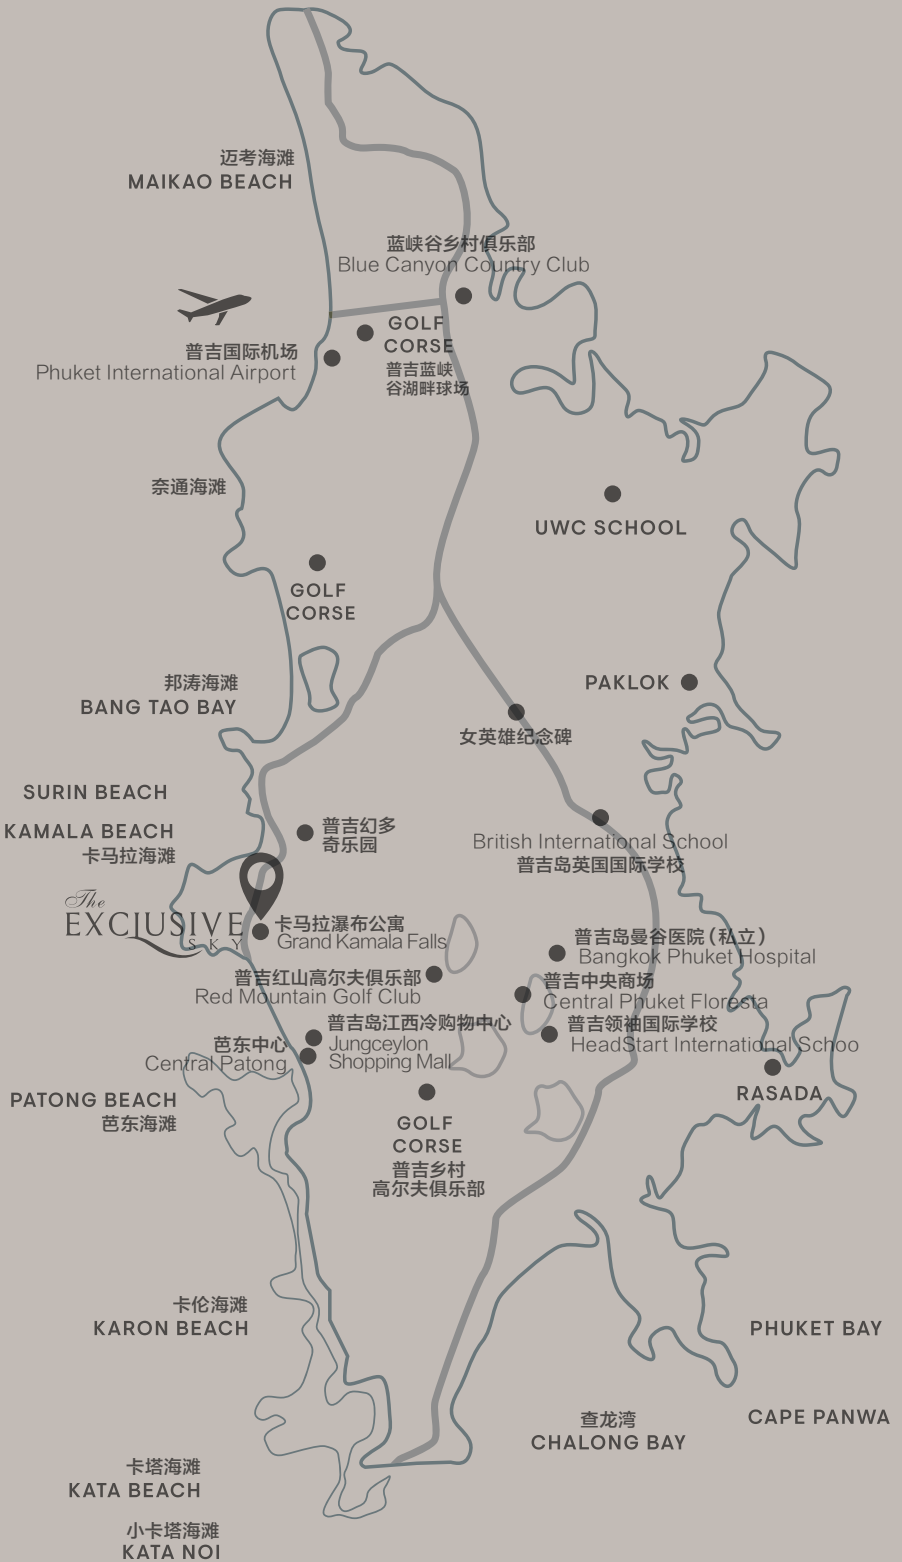 迈考海滩
MAIKAO BEACH
蓝峡谷乡村俱乐部
Blue Canyon Country Club
GOLF
CORSE
普吉蓝峡
谷湖畔球场
普吉国际机场
Phuket International Airport
奈通海滩
UWC SCHOOL
GOLF
CORSE
邦涛海滩
BANG TAO BAY
PAKLOK
女英雄纪念碑
SURIN BEACH
KAMALA BEACH
卡马拉海滩
普吉幻多
奇乐园
British International School
普吉岛英国国际学校
The
EXCLUSIVE
SKY
卡马拉瀑布公寓
Grand Kamala Falls
普吉岛曼谷医院（私立）
Bangkok Phuket Hospital
普吉红山高尔夫俱乐部
Red Mountain Golf Club
普吉中央商场
Central Phuket Floresta
普吉岛江西冷购物中心
Jungceylon
Shopping Mall
普吉领袖国际学校
HeadStart International Schoo
芭东中心
Central Patong
RASADA
PATONG BEACH
芭东海滩
GOLF
CORSE
普吉乡村
高尔夫俱乐部
卡伦海滩
KARON BEACH
PHUKET BAY
CAPE PANWA
查龙湾
CHALONG BAY
卡塔海滩
KATA BEACH
小卡塔海滩
KATA NOI